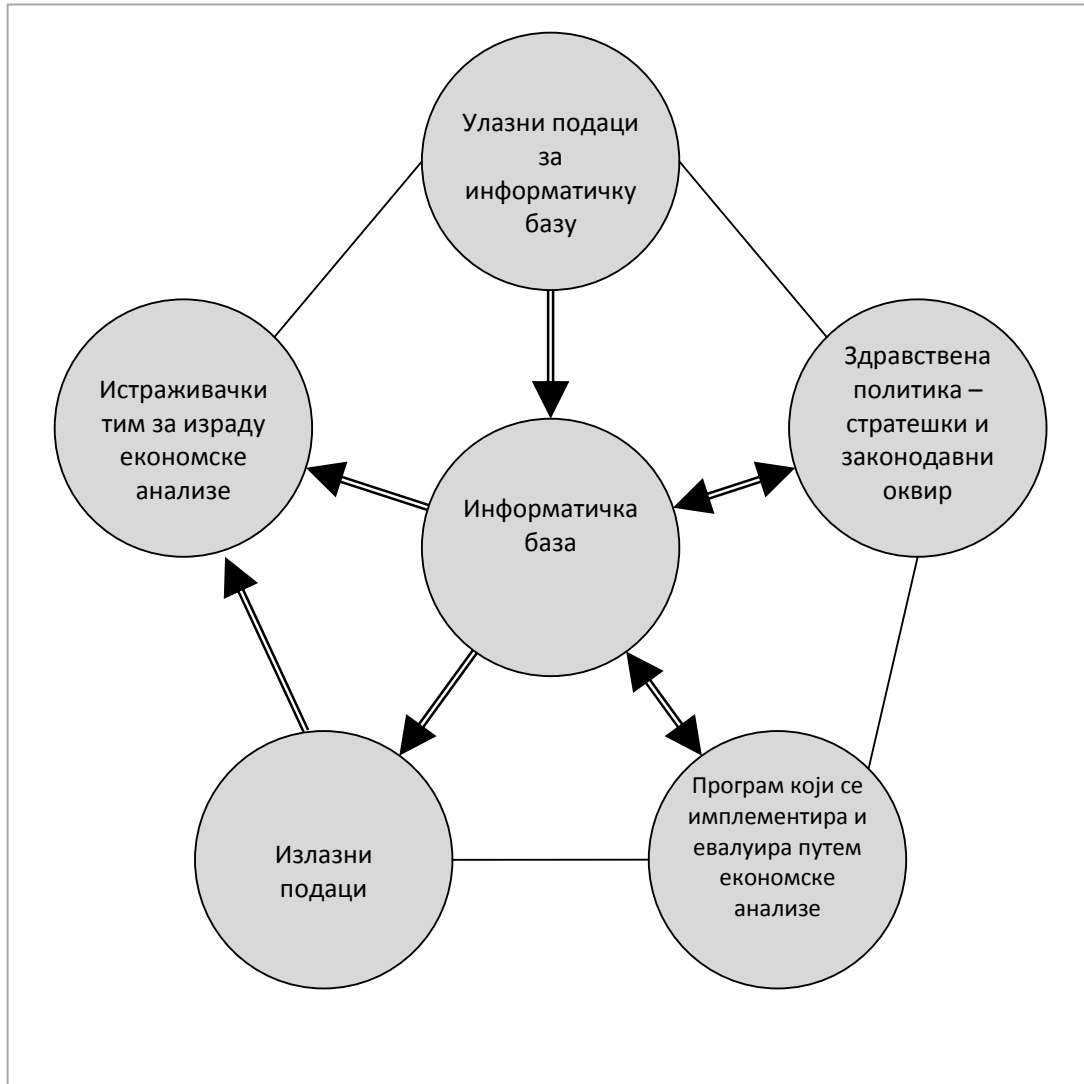 Улазни подаци
за
информатичку
базу
Здравствена
политика –
стратешки и
законодавни
оквир
Истраживачки
тим за израду
економске
анализе
Информатичка
база
Програм који се
имплементира и
евалуира путем
економске
анализе
Излазни
подаци